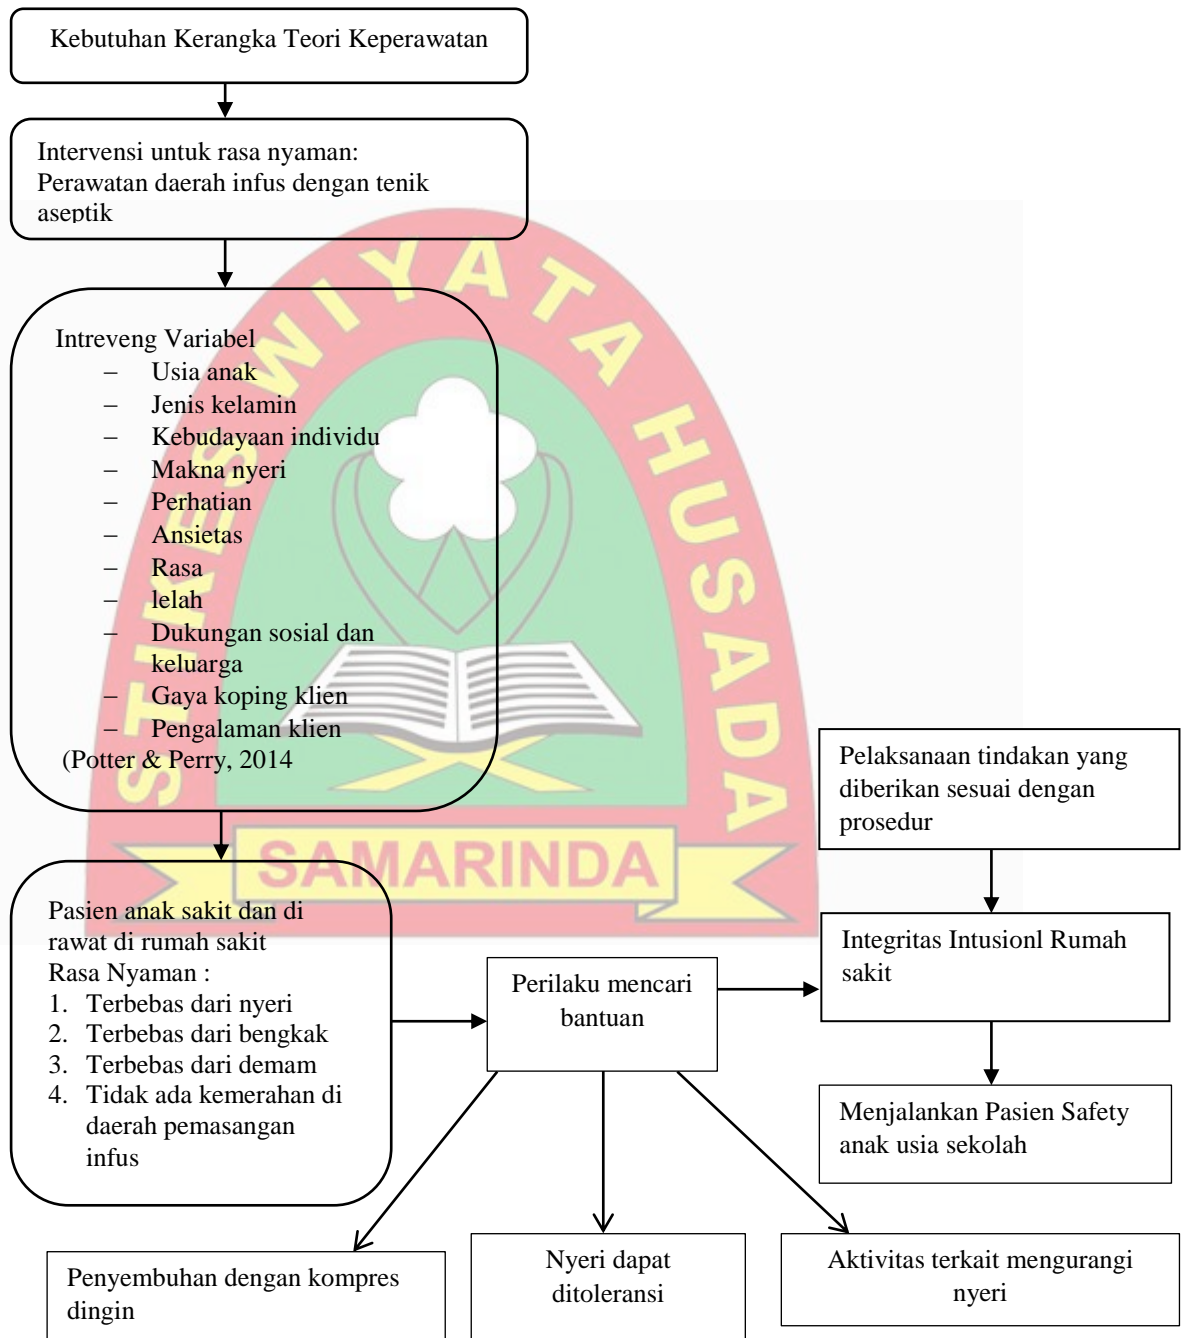 Kebutuhan Kerangka Teori Keperawatan
Intervensi untuk rasa nyaman:
Perawatan daerah infus dengan tenik
aseptik
Intreveng Variabel
– Usia anak
– Jenis kelamin
– Kebudayaan individu
– Makna nyeri
– Perhatian
– Ansietas
– Rasa
– lelah
– Dukungan sosial dan
keluarga
– Gaya koping klien
– Pengalaman klien
(Potter & Perry, 2014
Pasien anak sakit dan di
rawat di rumah sakit
Rasa Nyaman :
1. Terbebas dari nyeri
2. Terbebas dari bengkak
3. Terbebas dari demam
4. Tidak ada kemerahan di
daerah pemasangan
infus
Perilaku mencari
bantuan
Pelaksanaan tindakan yang
diberikan sesuai dengan
prosedur
Integritas Intusionl Rumah
sakit
Menjalankan Pasien Safety
anak usia sekolah
Penyembuhan dengan kompres
dingin
Nyeri dapat
ditoleransi
Aktivitas terkait mengurangi
nyeri
STIKES WIYATA HUSADA
SAMARINDA